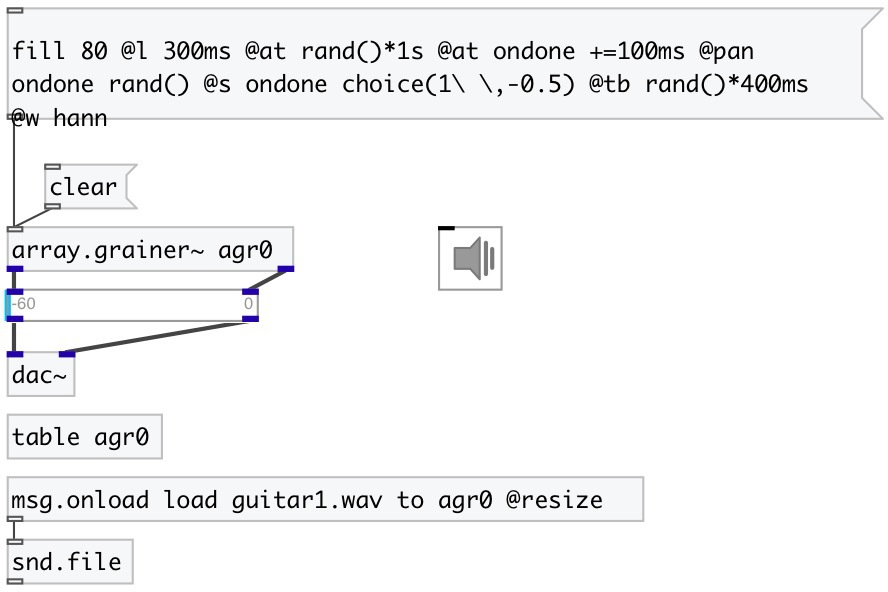 fill 80 @l 300ms @at rand()*1s @at ondone +=100ms @pan
ondone rand() @s ondone choice(1\ \,-0.5) @tb rand()*400ms
@w hann
clear
array.grainer~ agr0
-60 0
dac~
table agr0
msg.onload load guitar1.wav to agr0 @resize
snd.file